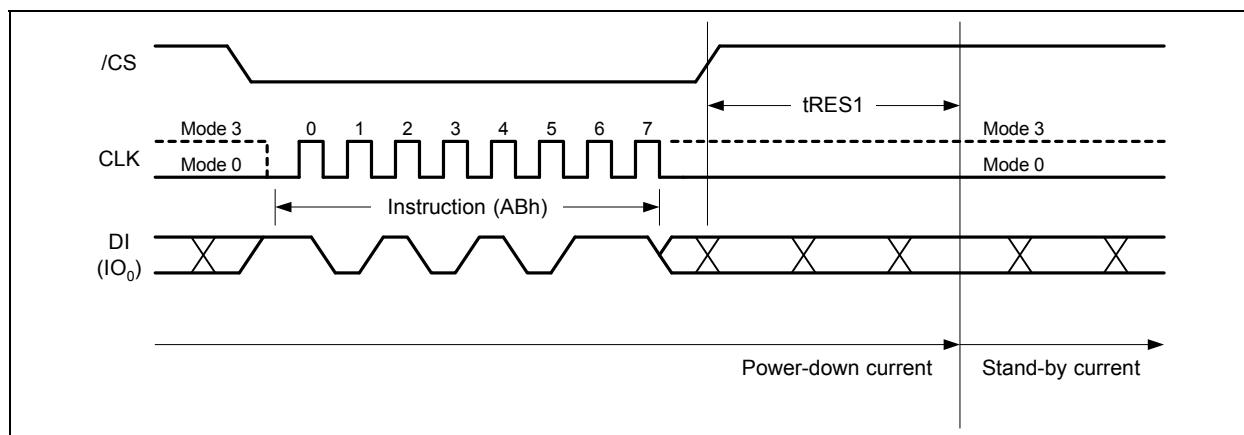 /CS
tRES1
Mode 3 0 1 2 3 4 5 6 7 Mode 3
CLK
Mode 0 Mode 0
Instruction (ABh)
DI
(IO₀)
Power-down current Stand-by current